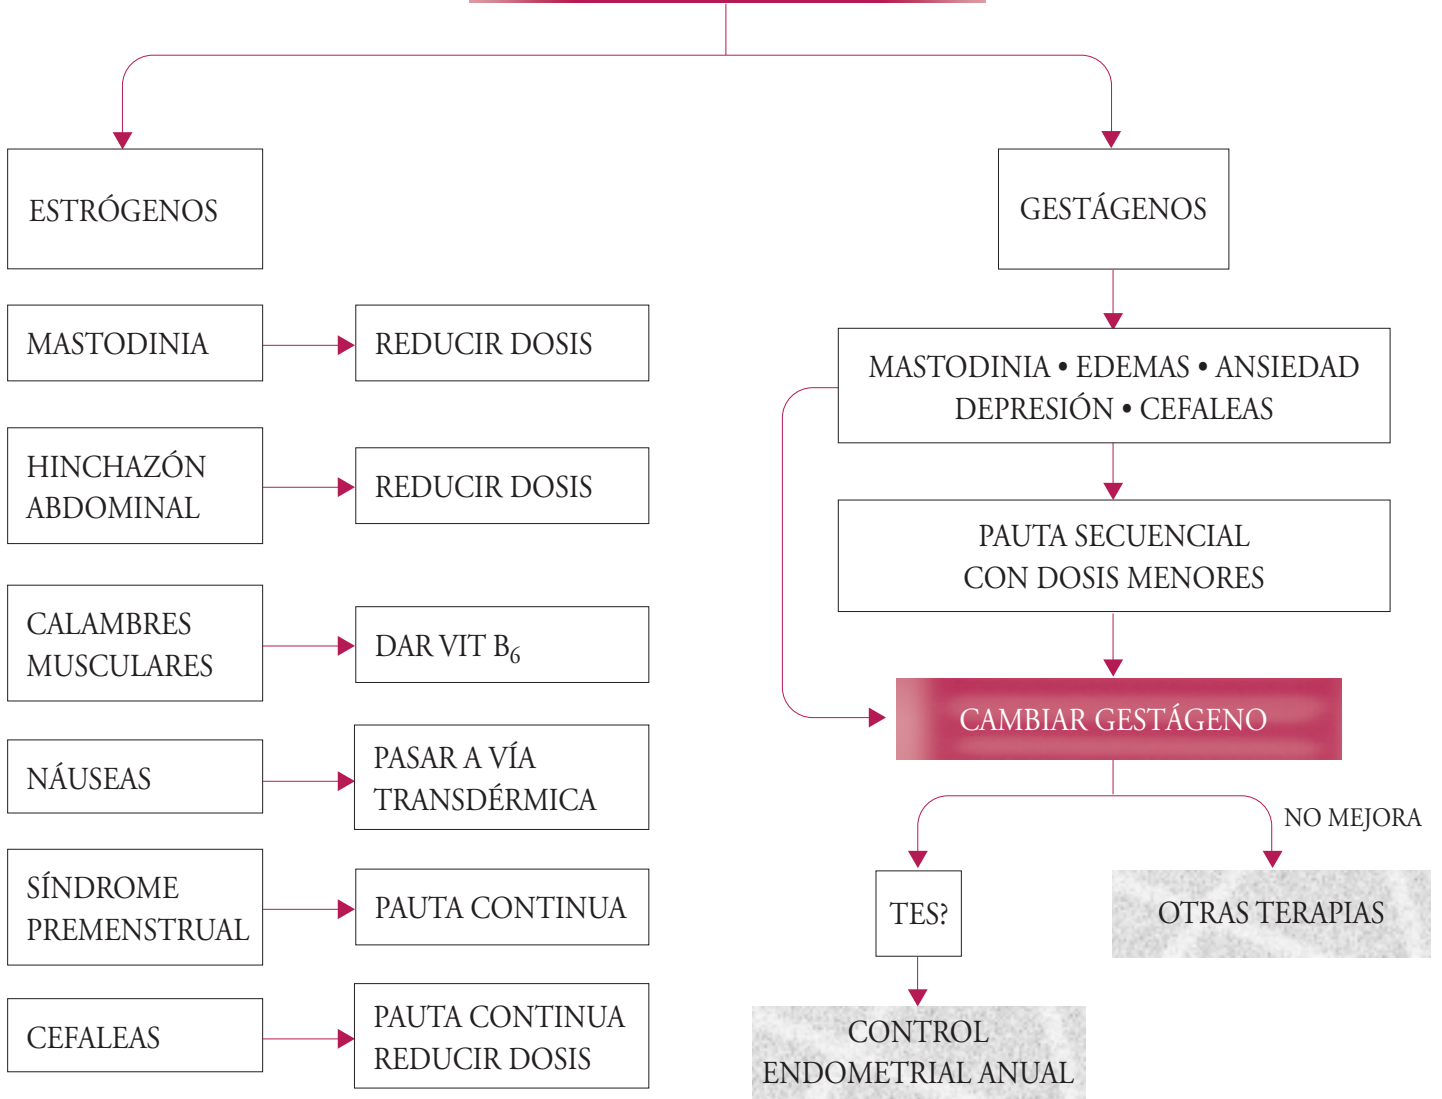 ESTRÓGENOS
MASTODINIA
REDUCIR DOSIS
HINCHAZÓN
ABDOMINAL
REDUCIR DOSIS
CALAMBRES
MUSCULARES
DAR VIT B₆
NÁUSEAS
PASAR A VÍA
TRANSDÉRMICA
SÍNDROME
PREMENSTRUAL
PAUTA CONTINUA
CEFALEAS
PAUTA CONTINUA
REDUCIR DOSIS
GESTÁGENOS
MASTODINIA • EDEMAS • ANSIEDAD
DEPRESIÓN • CEFALEAS
PAUTA SECUENCIAL
CON DOSIS MENORES
CAMBIAR GESTÁGENO
NO MEJORA
TES?
OTRAS TERAPIAS
CONTROL
ENDOMETRIAL ANUAL